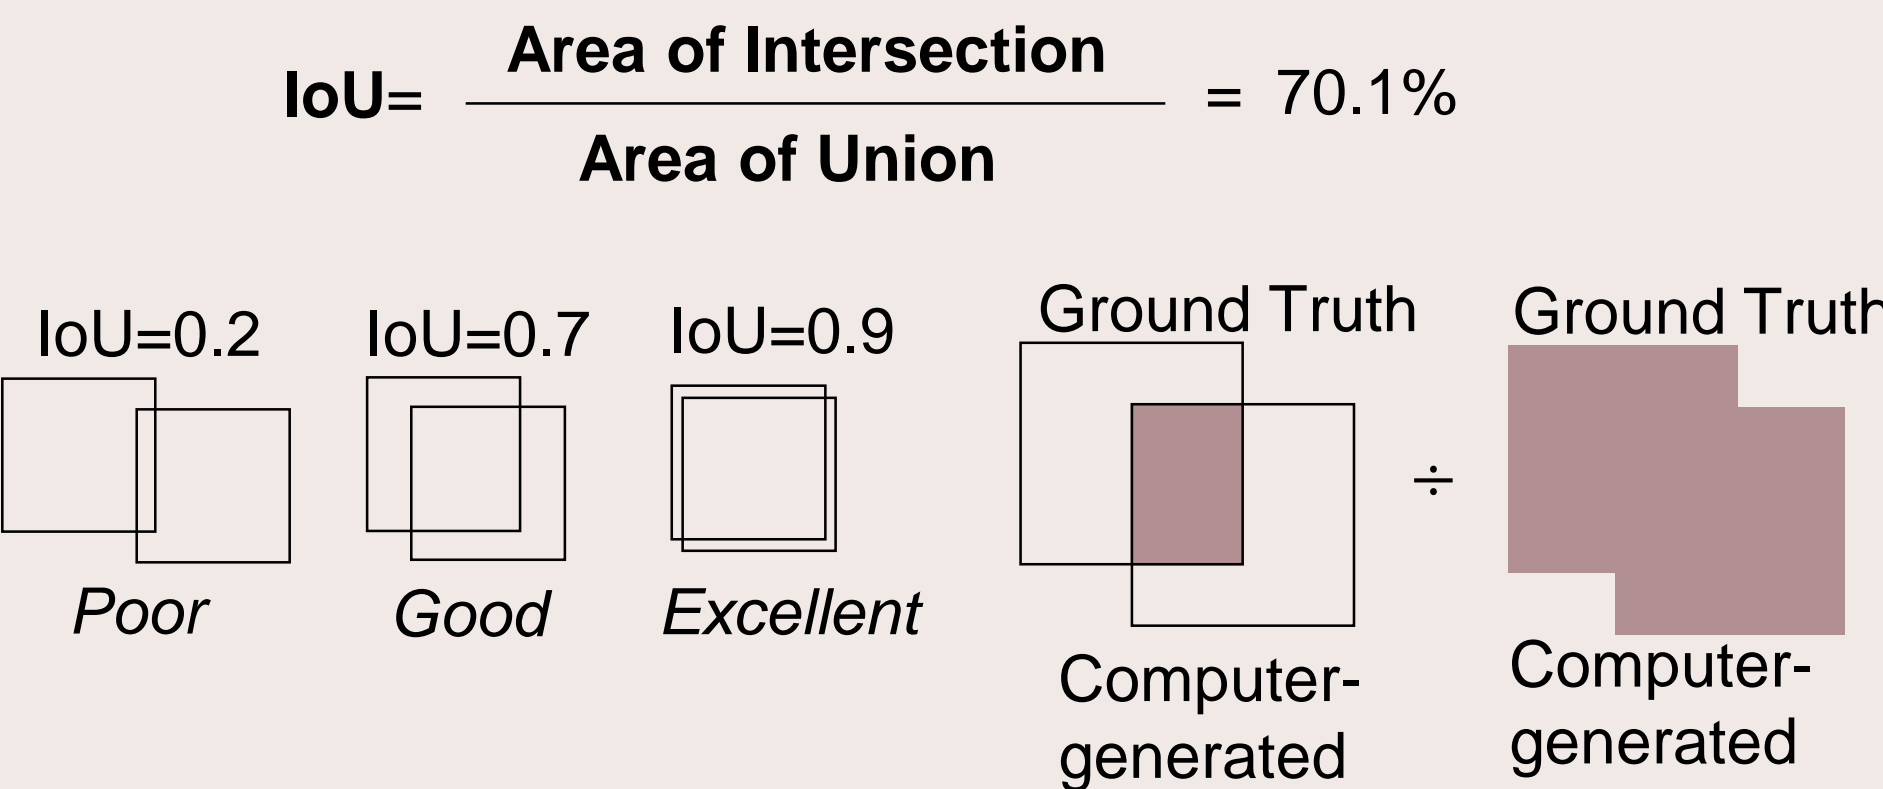 Area of Intersection
IoU= = 70.1%
Area of Union
IoU=0.2 IoU=0.7 IoU=0.9
Poor Good Excellent
Ground Truth
÷
Ground Truth
Computer-
generated
Computer-
generated